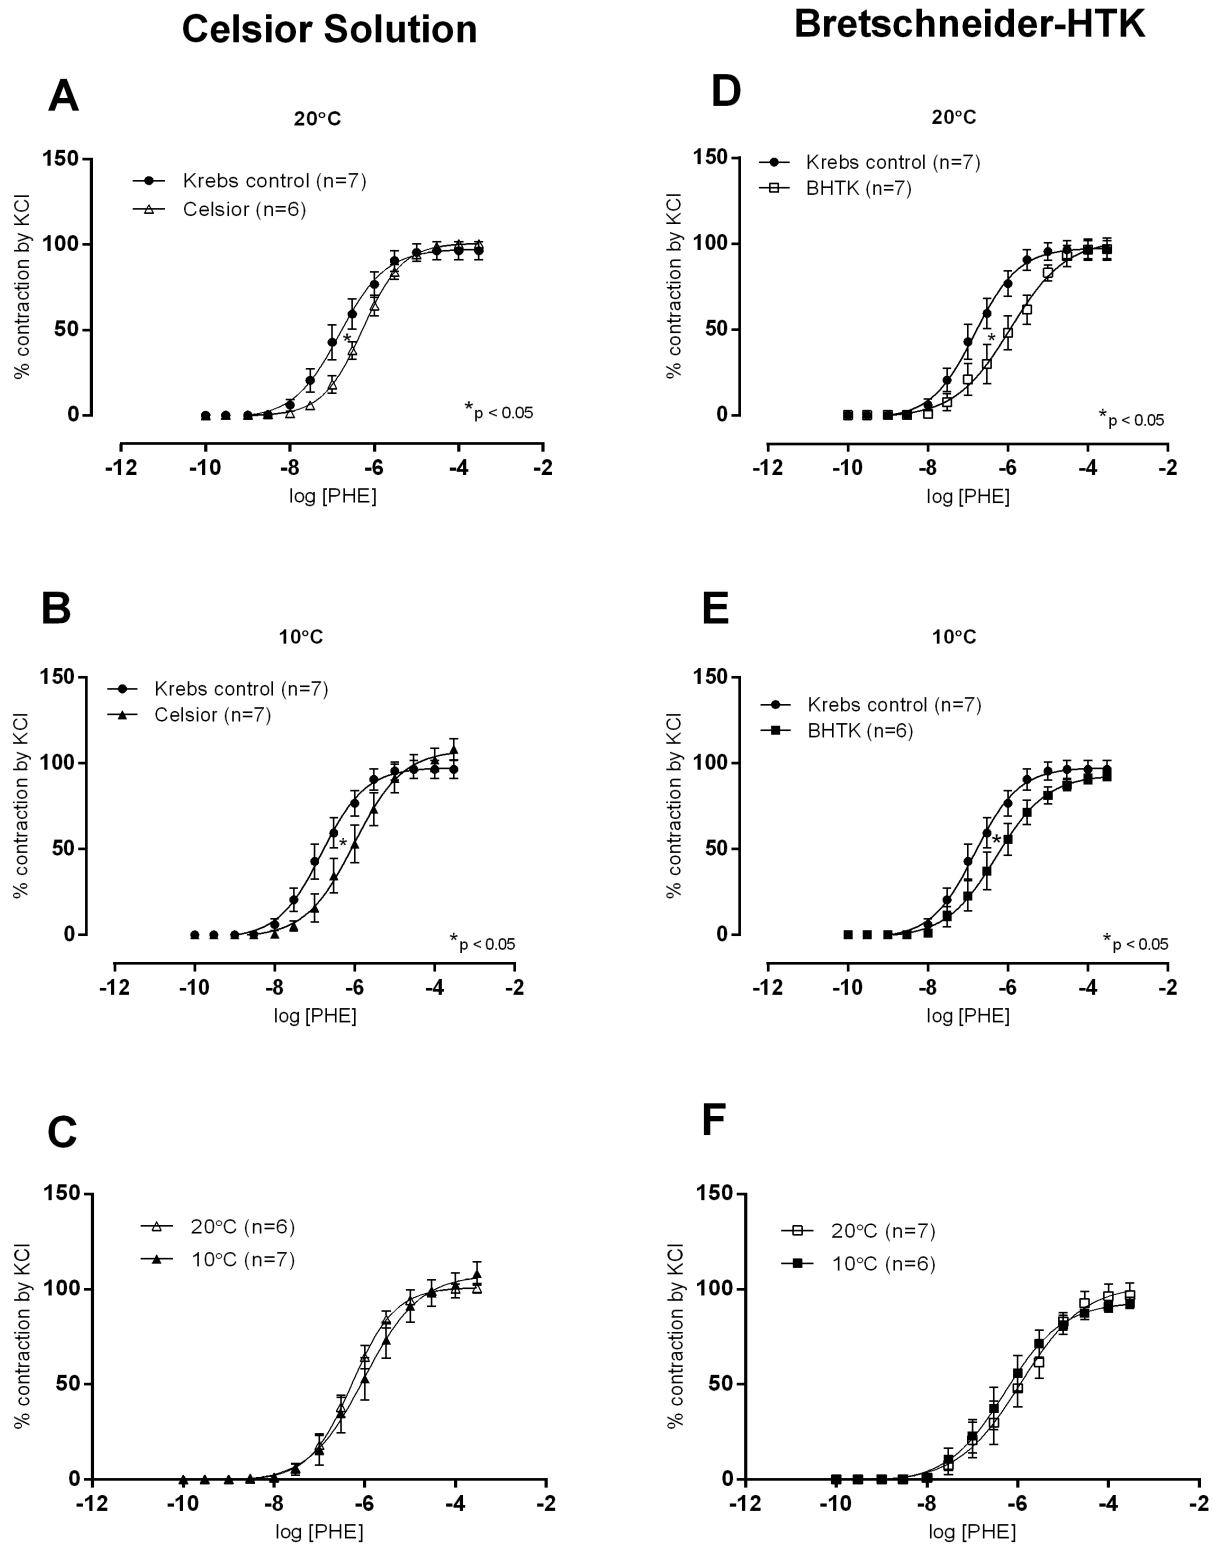 Celsior Solution
Bretschneider-HTK
A
20°C
150
100
50
0
% contraction by KCl
Krebs control (n=7)
Celsior (n=6)
*
*p < 0.05
-12 -10 -8 -6 -4 -2
log [PHE]
D
20°C
150
100
50
0
% contraction by KCl
Krebs control (n=7)
BHTK (n=7)
*
*p < 0.05
-12 -10 -8 -6 -4 -2
log [PHE]
B
10°C
150
100
50
0
% contraction by KCl
Krebs control (n=7)
Celsior (n=7)
*
*p < 0.05
-12 -10 -8 -6 -4 -2
log [PHE]
E
10°C
150
100
50
0
% contraction by KCl
Krebs control (n=7)
BHTK (n=6)
*
*p < 0.05
-12 -10 -8 -6 -4 -2
log [PHE]
C
150
100
50
0
% contraction by KCl
20°C (n=6)
10°C (n=7)
-12 -10 -8 -6 -4 -2
log [PHE]
F
150
100
50
0
% contraction by KCl
20°C (n=7)
10°C (n=6)
-12 -10 -8 -6 -4 -2
log [PHE]